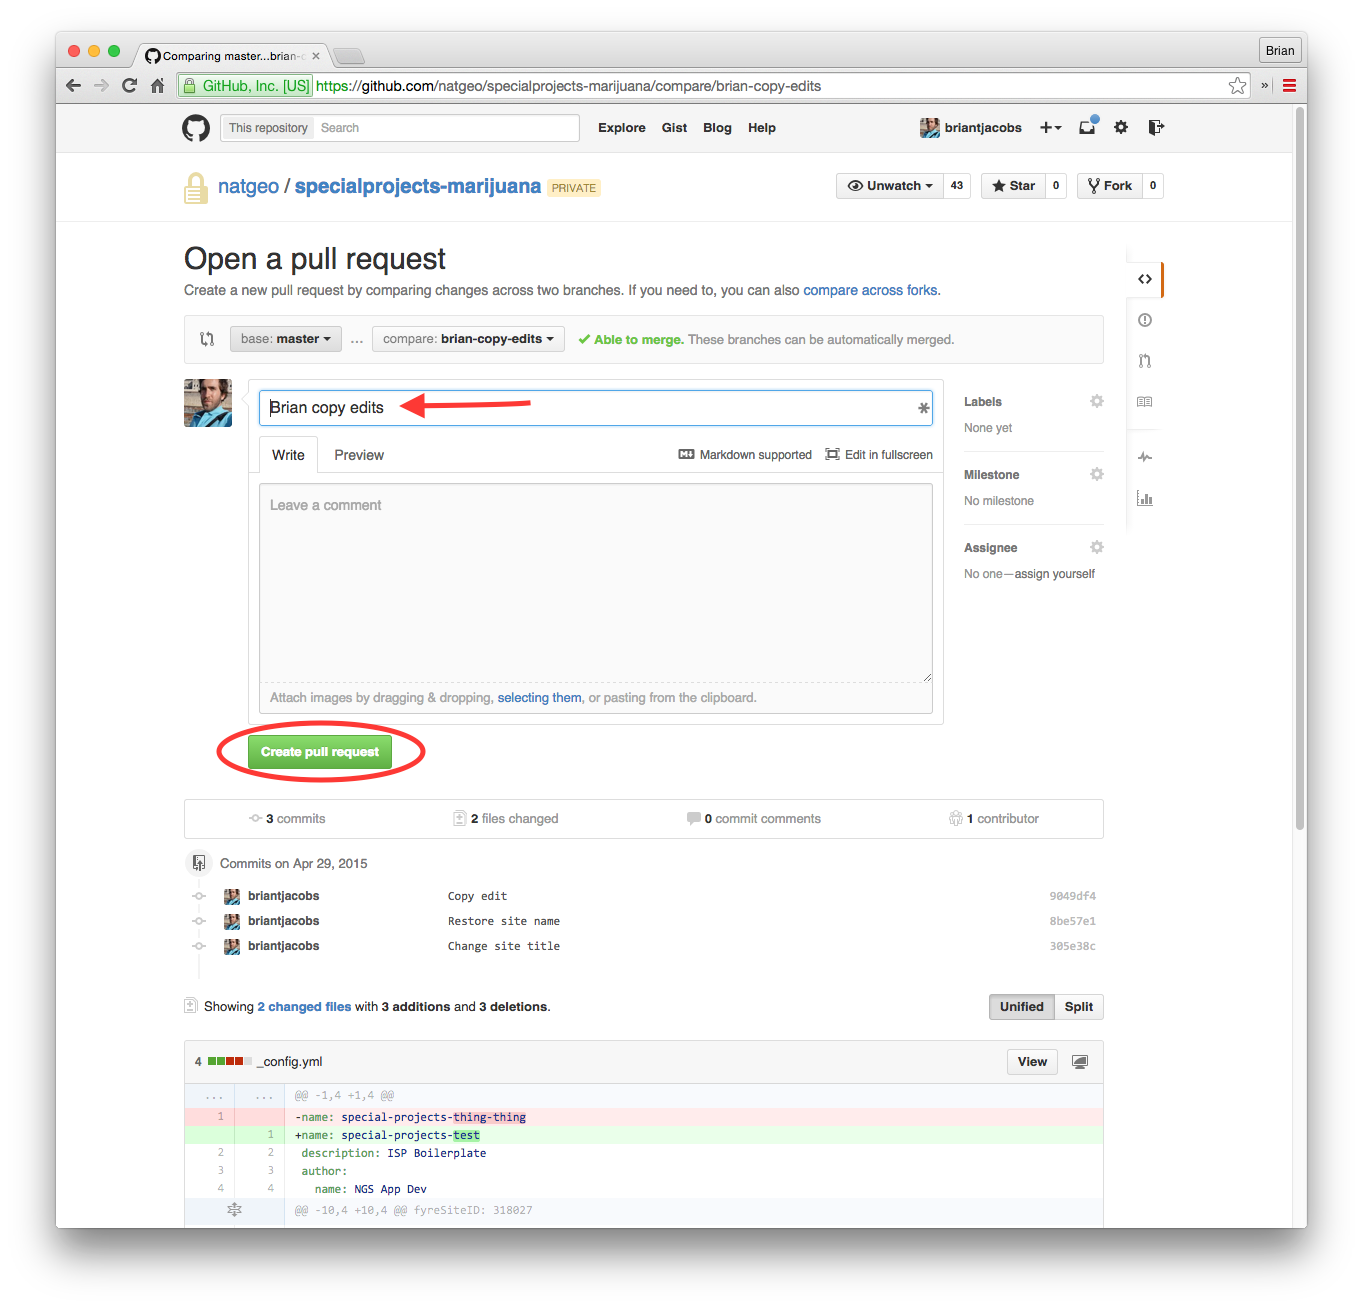 Comparing master...brian-c
Brian
GitHub, Inc. [US] https://github.com/natgeo/specialprojects-marijuana/compare/brian-copy-edits
This repository Search Explore Gist Blog Help briantjacobs
natgeo / specialprojects-marijuana PRIVATE Unwatch 43 Star 0 Fork 0
Open a pull request
Create a new pull request by comparing changes across two branches. If you need to, you can also compare across forks.
base: master ... compare: brian-copy-edits Able to merge. These branches can be automatically merged.
Brian copy edits
Write Preview Markdown supported Edit in fullscreen
Leave a comment
Attach images by dragging & dropping, selecting them, or pasting from the clipboard.
Labels
None yet
Milestone
No milestone
Assignee
No one—assign yourself
Create pull request
3 commits 2 files changed 0 commit comments 1 contributor
Commits on Apr 29, 2015
briantjacobs Copy edit 9049df4
briantjacobs Restore site name 8be57e1
briantjacobs Change site title 305e38c
Showing 2 changed files with 3 additions and 3 deletions. Unified Split
4 _config.yml View
... ... @@ -1,4 +1,4 @@
1 -name: special-projects-thing-thing
1 +name: special-projects-test
2 2 description: ISP Boilerplate
3 3 author:
4 4 name: NGS App Dev
@@ -10,4 +10,4 @@ fyreSiteID: 318027